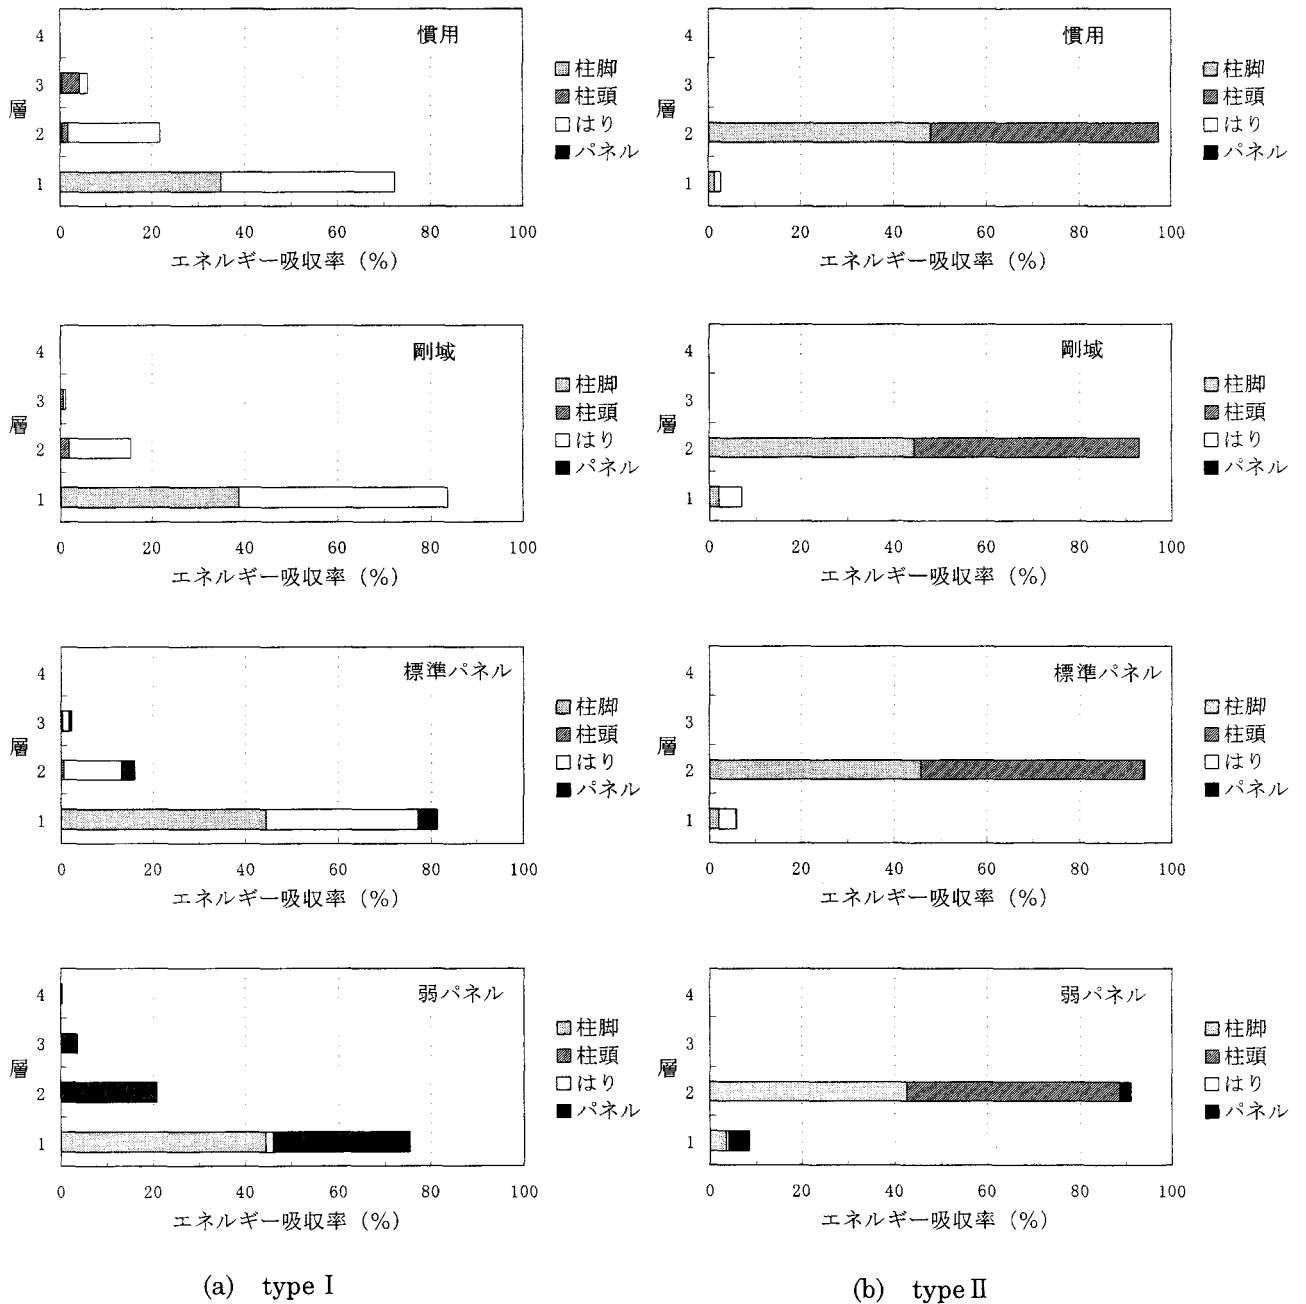 慣用
4
3
2
1
層
柱脚
柱頭
はり
パネル
0 20 40 60 80 100
エネルギー吸収率 (%)
慣用
4
3
2
1
層
柱脚
柱頭
はり
パネル
0 20 40 60 80 100
エネルギー吸収率 (%)
剛域
4
3
2
1
層
柱脚
柱頭
はり
パネル
0 20 40 60 80 100
エネルギー吸収率 (%)
剛域
4
3
2
1
層
柱脚
柱頭
はり
パネル
0 20 40 60 80 100
エネルギー吸収率 (%)
標準パネル
4
3
2
1
層
柱脚
柱頭
はり
パネル
0 20 40 60 80 100
エネルギー吸収率 (%)
標準パネル
4
3
2
1
層
柱脚
柱頭
はり
パネル
0 20 40 60 80 100
エネルギー吸収率 (%)
弱パネル
4
3
2
1
層
柱脚
柱頭
はり
パネル
0 20 40 60 80 100
エネルギー吸収率 (%)
弱パネル
4
3
2
1
層
柱脚
柱頭
はり
パネル
0 20 40 60 80 100
エネルギー吸収率 (%)
(a) type I
(b) type II